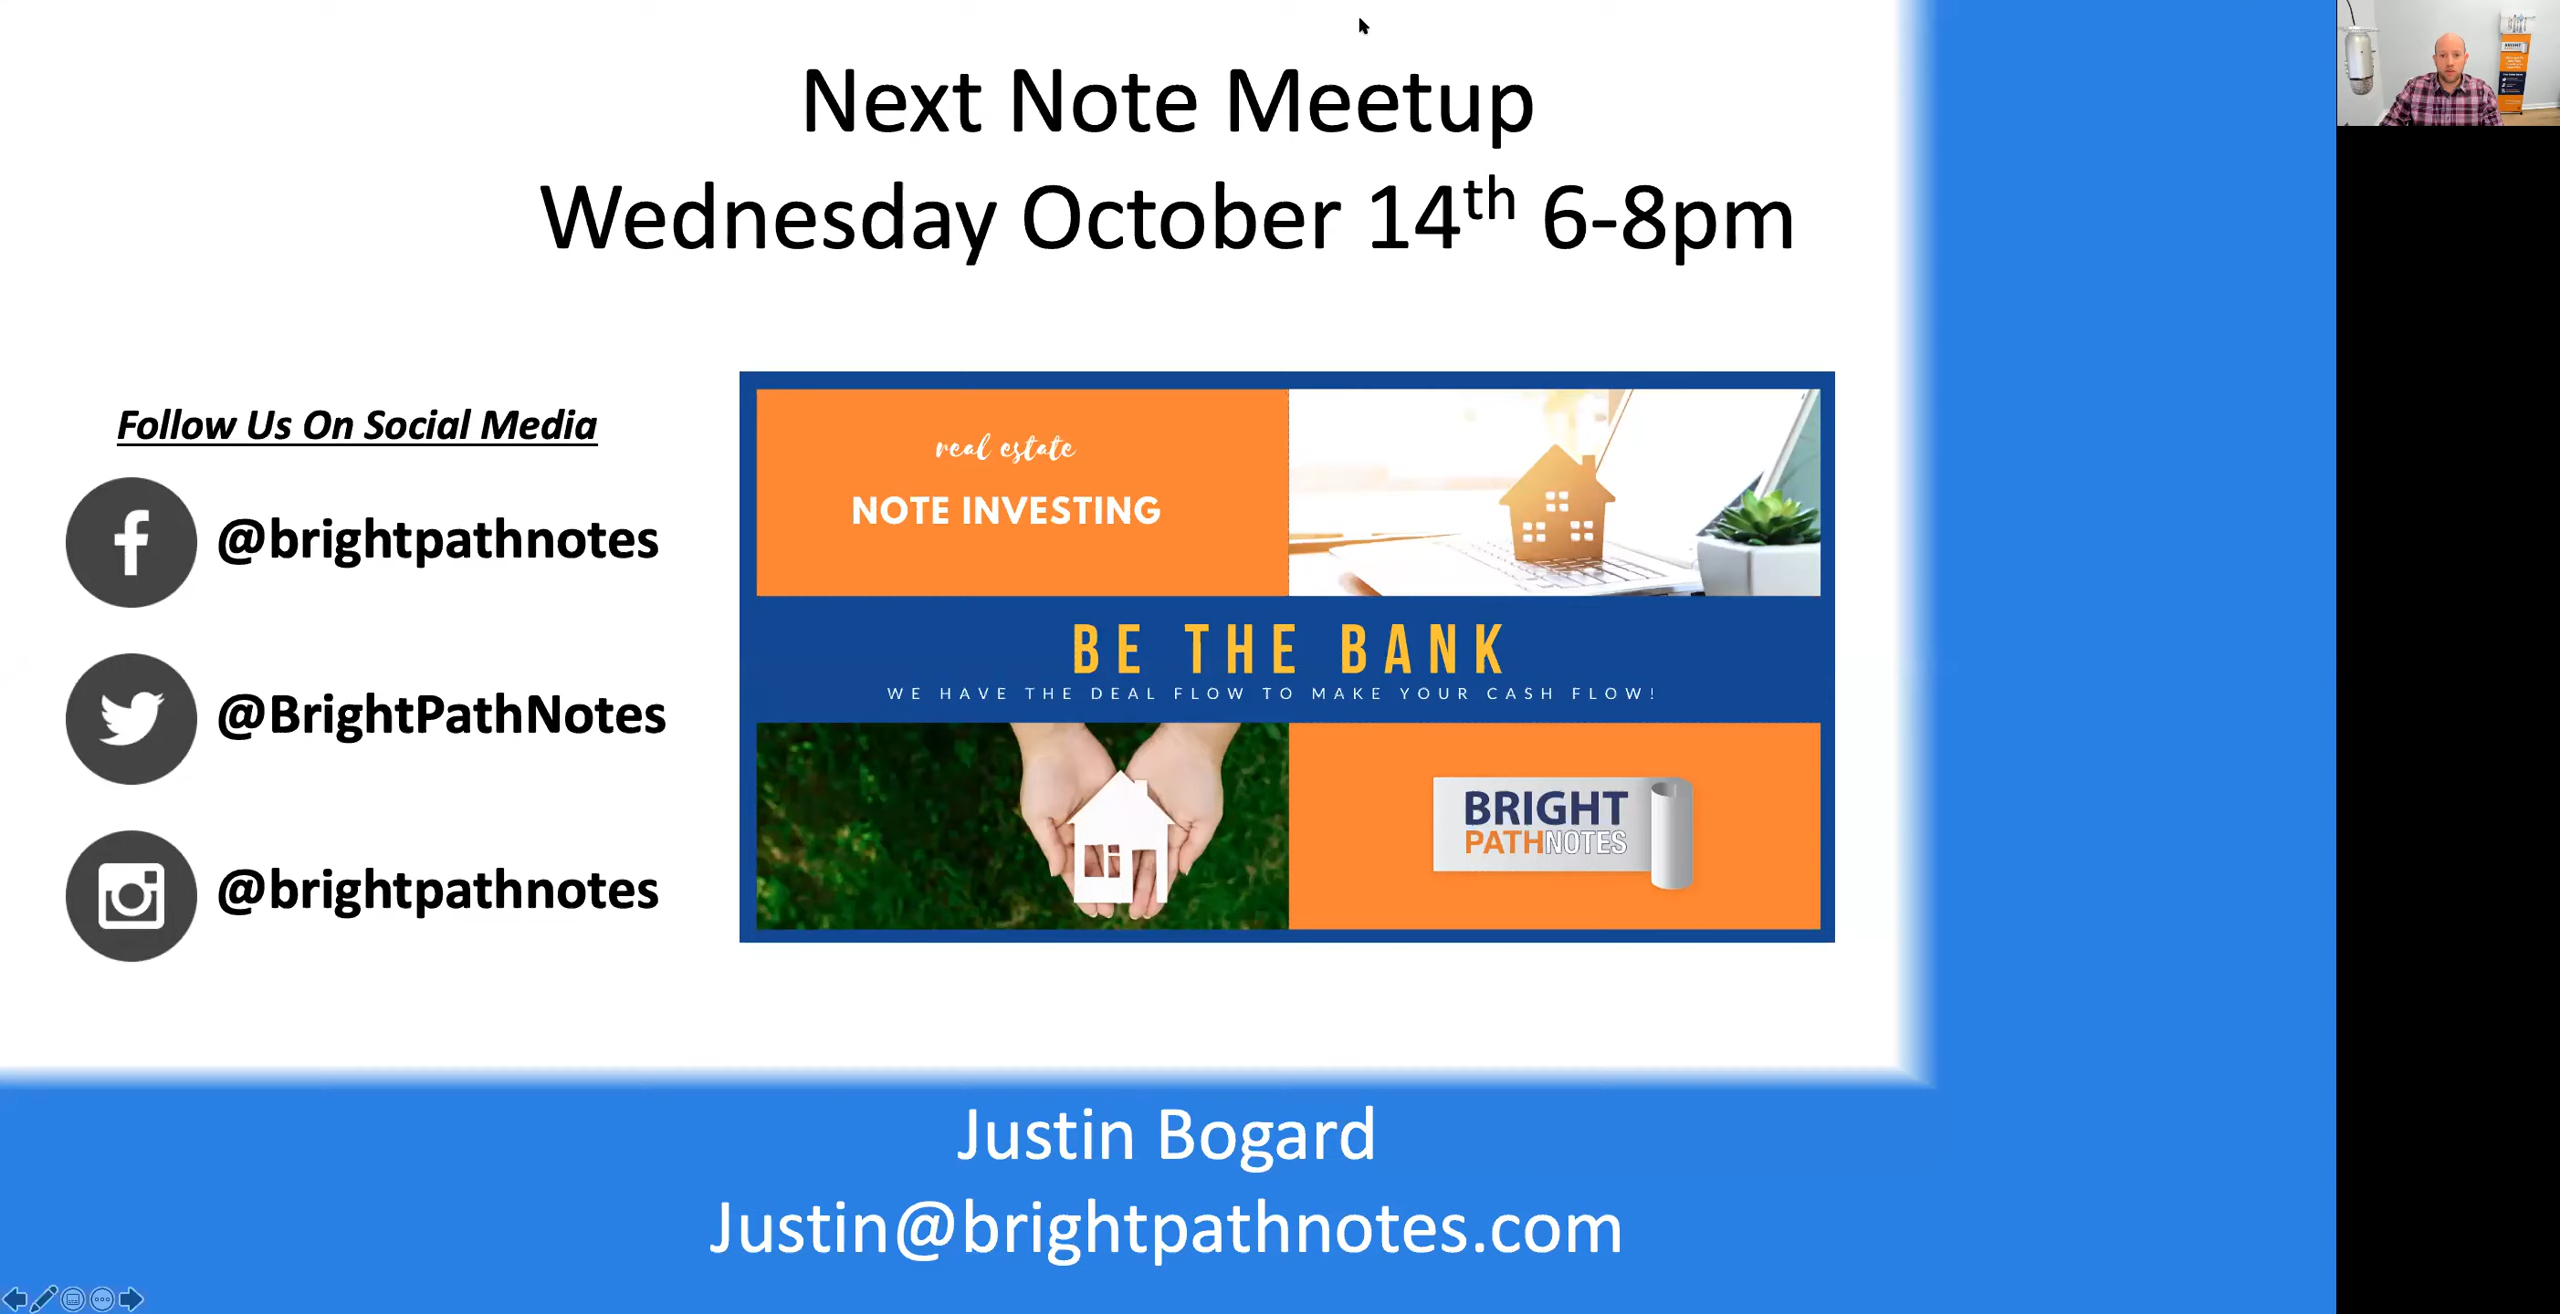 Next Note Meetup
Wednesday October 14th 6-8pm
Follow Us On Social Media
@brightpathnotes
@BrightPathNotes
@brightpathnotes
real estate
NOTE INVESTING
BE THE BANK
WE HAVE THE DEAL FLOW TO MAKE YOUR CASH FLOW!
BRIGHT
PATHNOTES
Justin Bogard
Justin@brightpathnotes.com
BRIGHT